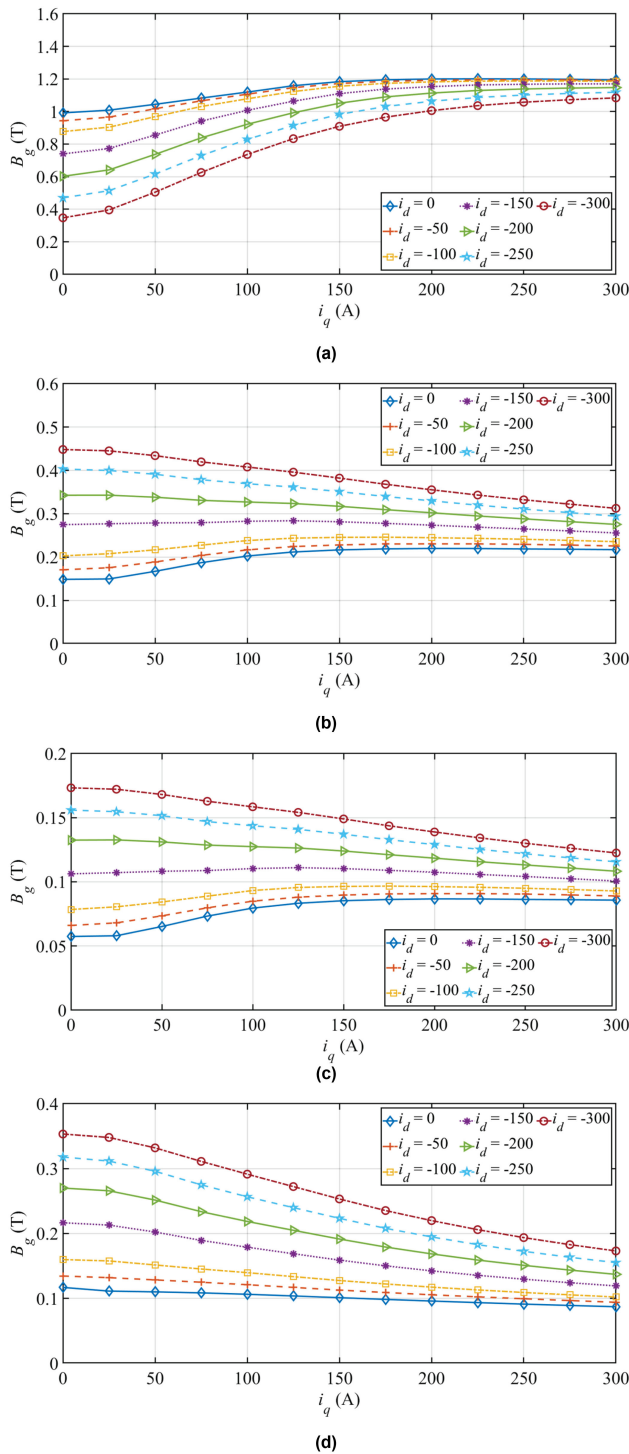 1.6
1.4
1.2
1
0.8
0.6
0.4
0.2
0
B_g (T)
i_d = 0 i_d = -150 i_d = -300
i_d = -50 i_d = -200
i_d = -100 i_d = -250
0 50 100 150 200 250 300
i_q (A)
(a)
0.6
0.5
0.4
0.3
0.2
0.1
0
B_g (T)
i_d = 0 i_d = -150 i_d = -300
i_d = -50 i_d = -200
i_d = -100 i_d = -250
0 50 100 150 200 250 300
i_q (A)
(b)
0.2
0.15
0.1
0.05
0
B_g (T)
i_d = 0 i_d = -150 i_d = -300
i_d = -50 i_d = -200
i_d = -100 i_d = -250
0 50 100 150 200 250 300
i_q (A)
(c)
0.4
0.3
0.2
0.1
0
B_g (T)
i_d = 0 i_d = -150 i_d = -300
i_d = -50 i_d = -200
i_d = -100 i_d = -250
0 50 100 150 200 250 300
i_q (A)
(d)